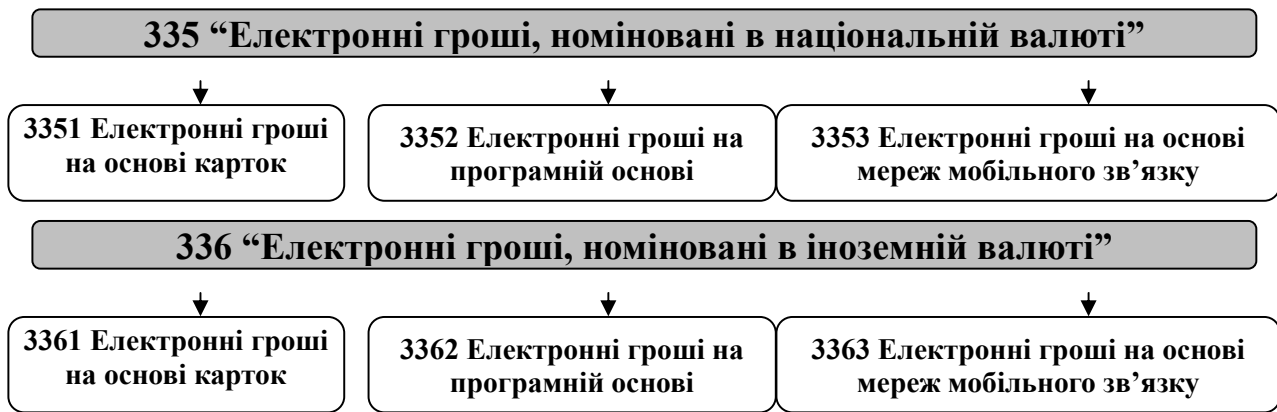 335 “Електронні гроші, номіновані в національній валюті”
3351 Електронні гроші
на основі карток
3352 Електронні гроші на
програмній основі
3353 Електронні гроші на основі
мереж мобільного зв’язку
336 “Електронні гроші, номіновані в іноземній валюті”
3361 Електронні гроші
на основі карток
3362 Електронні гроші на
програмній основі
3363 Електронні гроші на основі
мереж мобільного зв’язку